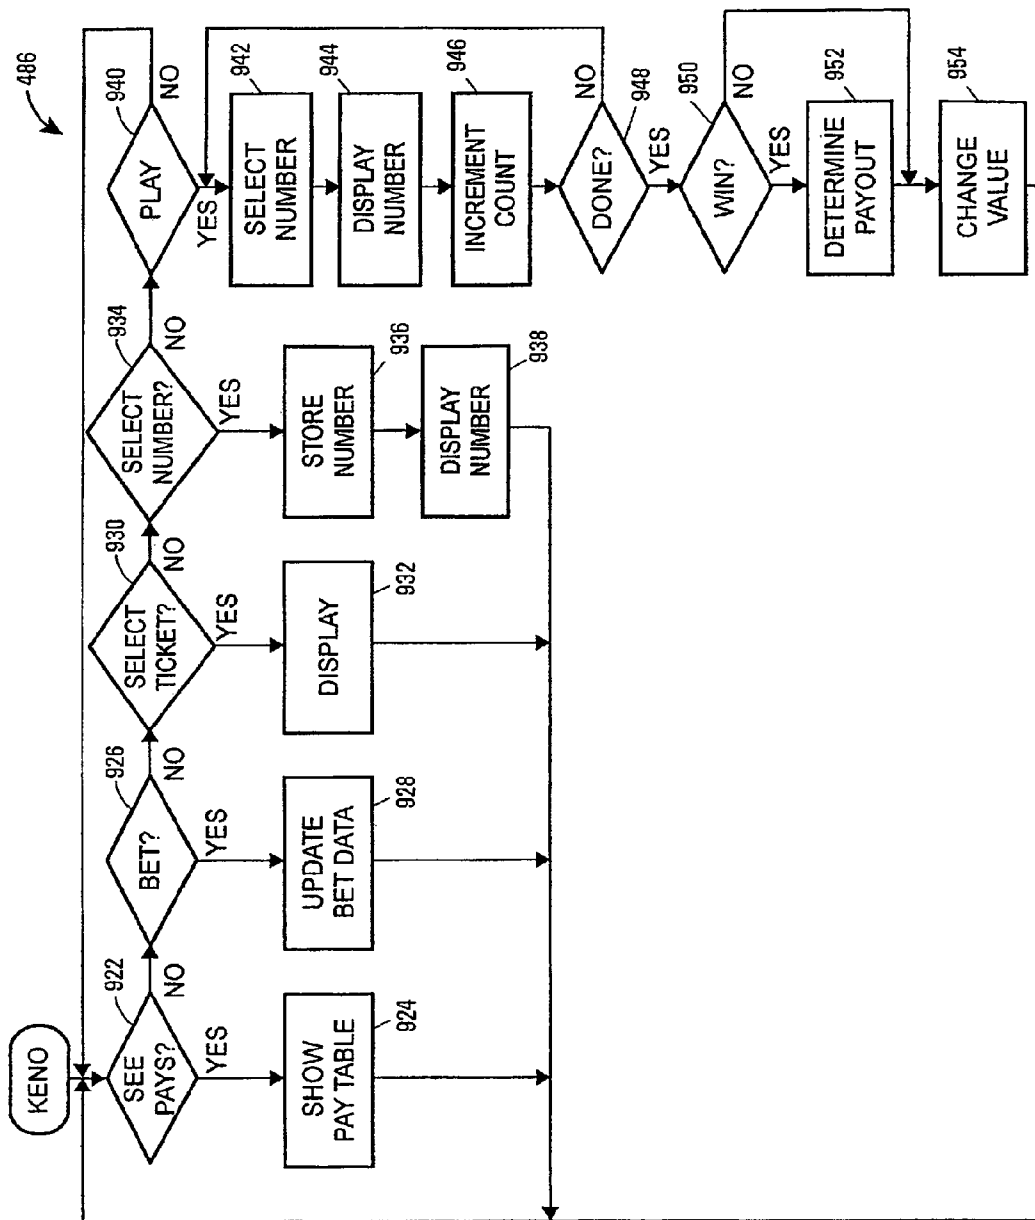 486
KENO
SEE
PAYS?
922
NO
YES
SHOW
PAY TABLE
924
BET?
926
NO
YES
UPDATE
BET DATA
928
SELECT
TICKET?
930
NO
YES
DISPLAY
932
SELECT
NUMBER?
934
NO
YES
STORE
NUMBER
936
DISPLAY
NUMBER
938
PLAY
940
NO
YES
SELECT
NUMBER
942
DISPLAY
NUMBER
944
INCREMENT
COUNT
946
DONE?
948
NO
YES
WIN?
950
NO
YES
DETERMINE
PAYOUT
952
CHANGE
VALUE
954